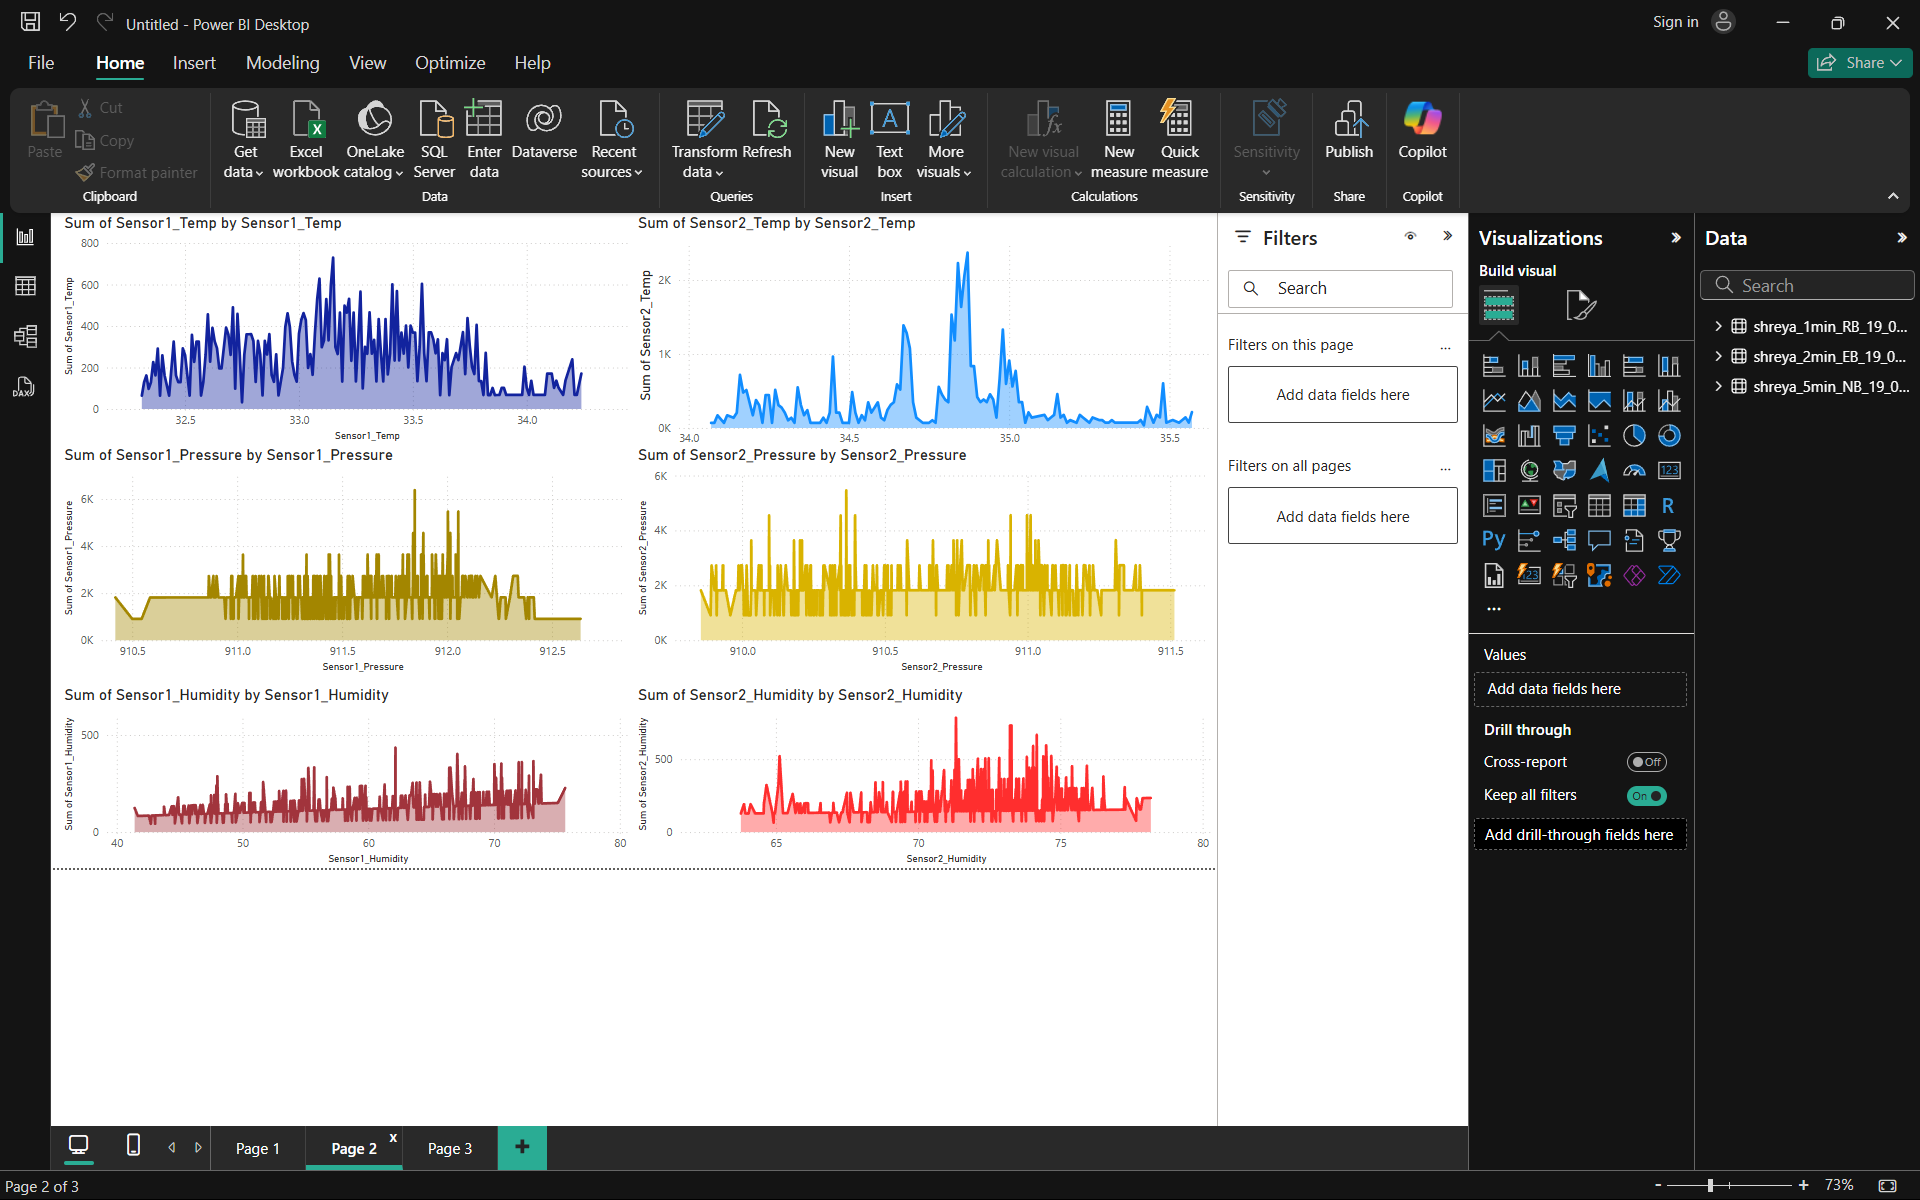 Untitled - Power BI Desktop
Sign in
File Home Insert Modeling View Optimize Help
Share
Paste
Cut
Copy
Format painter
Clipboard
Get data
Excel workbook
OneLake catalog
SQL Server
Enter data
Dataverse
Recent sources
Data
Transform data
Refresh
Queries
New visual
Text box
More visuals
Insert
New visual calculation
New measure
Quick measure
Calculations
Sensitivity
Sensitivity
Publish
Share
Copilot
Copilot
DAX
Sum of Sensor1_Temp by Sensor1_Temp
Sum of Sensor1_Temp
800
600
400
200
0
32.5 33.0 33.5 34.0
Sensor1_Temp
Sum of Sensor2_Temp by Sensor2_Temp
Sum of Sensor2_Temp
2K
1K
0K
34.0 34.5 35.0 35.5
Sum of Sensor1_Pressure by Sensor1_Pressure
Sum of Sensor1_Pressure
6K
4K
2K
0K
910.5 911.0 911.5 912.0 912.5
Sensor1_Pressure
Sum of Sensor2_Pressure by Sensor2_Pressure
Sum of Sensor2_Pressure
6K
4K
2K
0K
910.0 910.5 911.0 911.5
Sensor2_Pressure
Sum of Sensor1_Humidity by Sensor1_Humidity
Sum of Sensor1_Humidity
500
0
40 50 60 70 80
Sensor1_Humidity
Sum of Sensor2_Humidity by Sensor2_Humidity
Sum of Sensor2_Humidity
500
0
65 70 75 80
Sensor2_Humidity
Filters
Search
Filters on this page ...
Add data fields here
Filters on all pages ...
Add data fields here
Visualizations
Build visual
123
R
Py
123
...
Values
Add data fields here
Drill through
Cross-report Off
Keep all filters On
Add drill-through fields here
Data
Search
shreya_1min_RB_19_0...
shreya_2min_EB_19_0...
shreya_5min_NB_19_0...
Page 1
Page 2 x
Page 3
+
Page 2 of 3
- + 73%